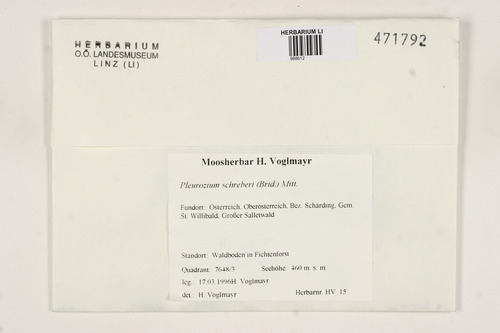 HERBARIUM
O.Ö. LANDESMUSEUM
LINZ (LI)
HERBARIUM LI
471792
Moosherbar H. Voglmayr
Pleurozium schreberi (Brid.) Mitt.
Fundort: Österreich, Oberösterreich, Bez. Schärding, Gem.
St. Willibald, Großer Salletwald
Standort: Waldboden in Fichtenforst
Quadrant: 7648/3 Seehöhe: 460 m. s. m.
leg.: 17.03.1996H. Voglmayr
det.: H. Voglmayr Herbarnr. HV 15